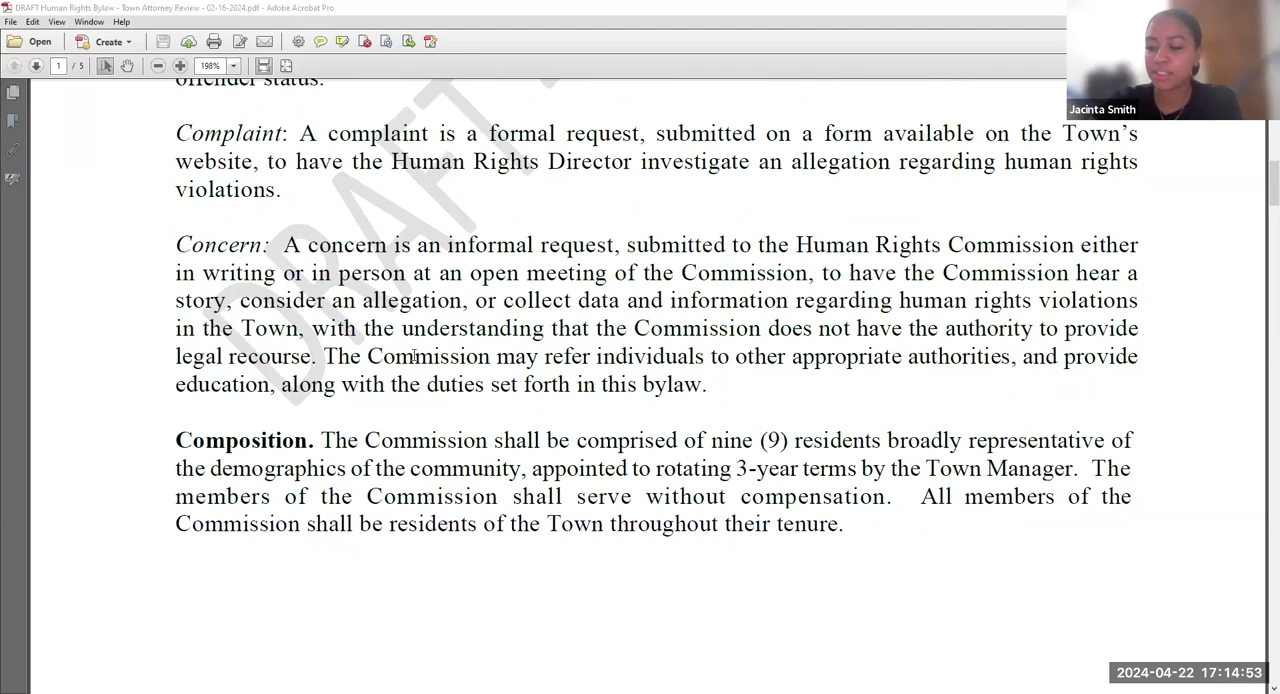 DRAFT Human Rights Bylaw - Town Attorney Review - 02-16-2024.pdf - Adobe Acrobat Pro
File Edit View Window Help
Open Create
1 / 5 198%
offender status.
Complaint: A complaint is a formal request, submitted on a form available on the Town's
website, to have the Human Rights Director investigate an allegation regarding human rights
violations.
Concern: A concern is an informal request, submitted to the Human Rights Commission either
in writing or in person at an open meeting of the Commission, to have the Commission hear a
story, consider an allegation, or collect data and information regarding human rights violations
in the Town, with the understanding that the Commission does not have the authority to provide
legal recourse. The Commission may refer individuals to other appropriate authorities, and provide
education, along with the duties set forth in this bylaw.
Composition. The Commission shall be comprised of nine (9) residents broadly representative of
the demographics of the community, appointed to rotating 3-year terms by the Town Manager. The
members of the Commission shall serve without compensation. All members of the
Commission shall be residents of the Town throughout their tenure.
DRAFT
Jacinta Smith
2024-04-22 17:14:53